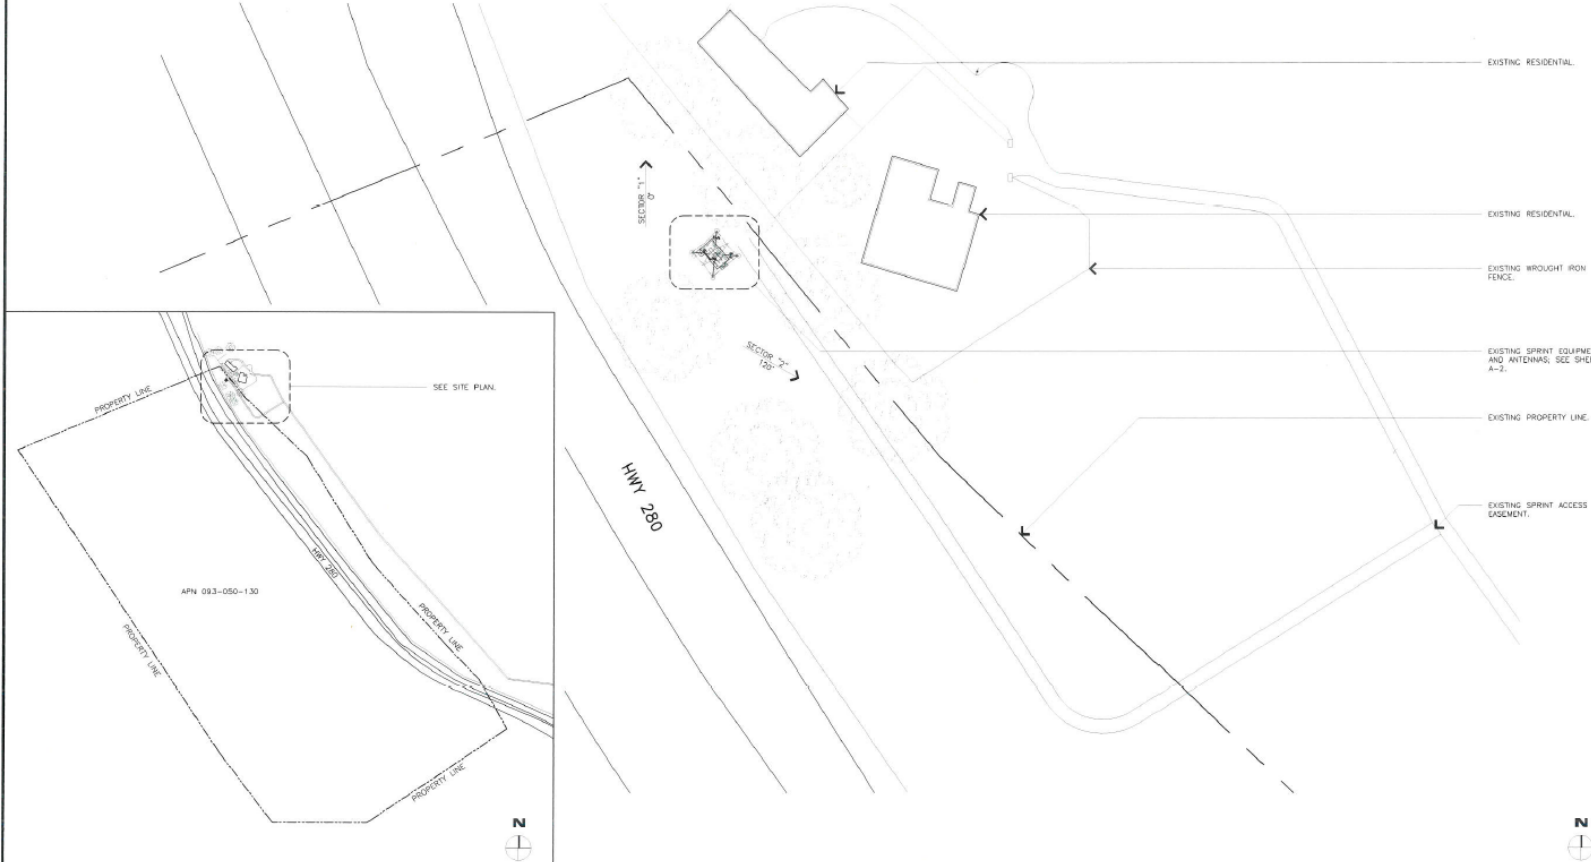 EXISTING RESIDENTIAL.
SECTOR "1"
0°
EXISTING RESIDENTIAL.
EXISTING WROUGHT IRON
FENCE.
SECTOR "2"
120°
EXISTING SPRINT
AND ANTENNAS; SEE
A-2.
EXISTING PROPERTY LINE.
HWY 280
EXISTING SPRINT ACCESS
EASEMENT.
N
PROPERTY LINE
SEE SITE PLAN.
HWY 280
APN 093-050-130
PROPERTY LINE
PROPERTY LINE
PROPERTY LINE
N